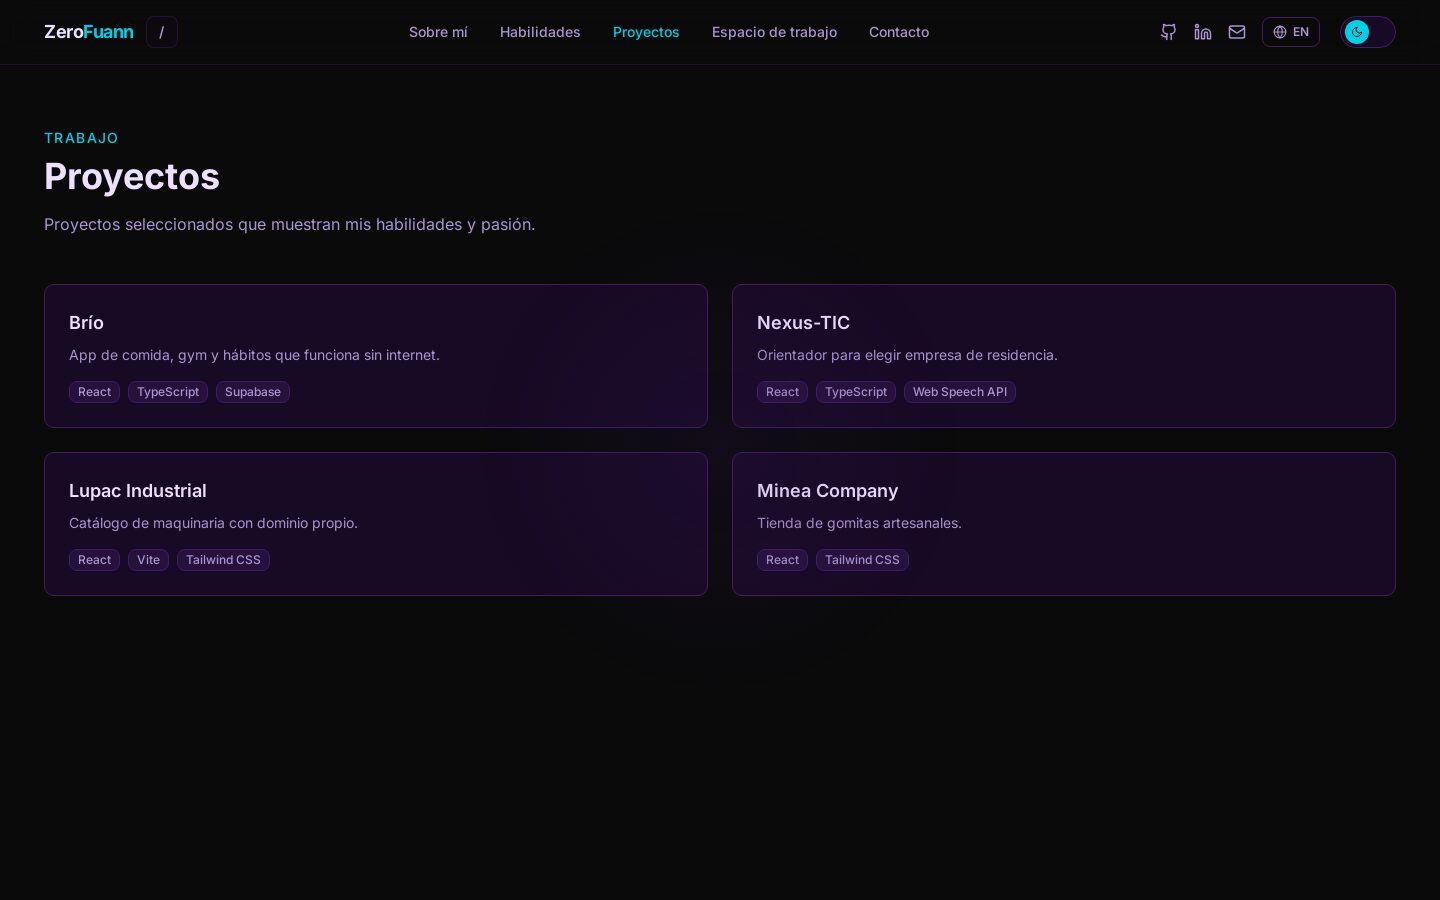 ZeroFuann / Sobre mí Habilidades Proyectos Espacio de trabajo Contacto EN
TRABAJO
Proyectos
Proyectos seleccionados que muestran mis habilidades y pasión.
Brío
App de comida, gym y hábitos que funciona sin internet.
React TypeScript Supabase
Nexus-TIC
Orientador para elegir empresa de residencia.
React TypeScript Web Speech API
Lupac Industrial
Catálogo de maquinaria con dominio propio.
React Vite Tailwind CSS
Minea Company
Tienda de gomitas artesanales.
React Tailwind CSS